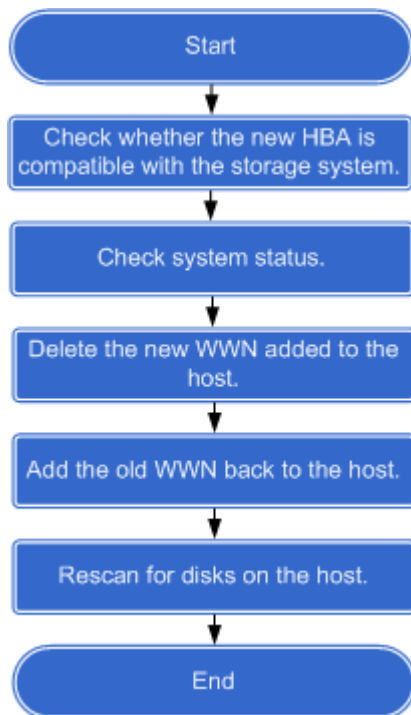 Start
Check whether the new HBA is
compatible with the storage system.
Check system status.
Delete the new WWN added to the
host.
Add the old WWN back to the host.
Rescan for disks on the host.
End